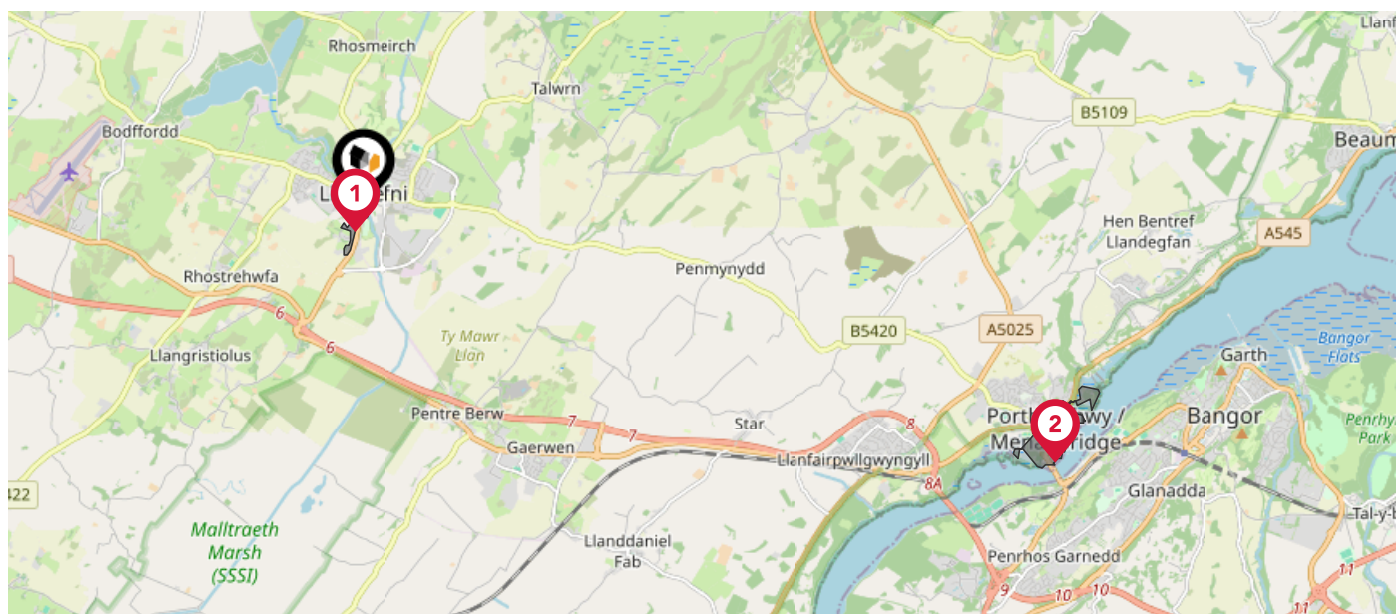 Rhosmeirch
Talwrn
Bodffordd
B5109
Beaum
1
Hen Bentref
Llandegfan
A545
Rhostrehwfa
Penmynydd
6
B5420
A5025
Ty Mawr
Llan
6
Bangor
Flats
Garth
Llangristiolus
Pentre Berw
7
7
Star
8
2
Bangor
Penrhy
Park
Gaerwen
Llanfairpwllgwyngyll
8A
422
Glanadda
Tal-y-b
Malltraeth
Marsh
(SSSI)
Llanddaniel
Fab
Penrhos Garnedd
9
10
10
11
11